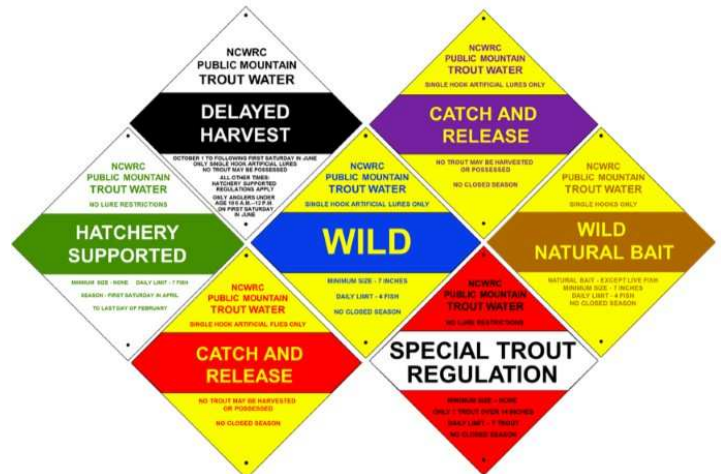 NCWRC
PUBLIC MOUNTAIN
TROUT WATER
DELAYED
HARVEST
OCTOBER 1 TO FOLLOWING FIRST SATURDAY IN JUNE
ONLY SINGLE HOOK ARTIFICIAL LURES
NO TROUT MAY BE POSSESSED
ALL OTHER TIMES:
HATCHERY SUPPORTED
REGULATIONS APPLY
ONLY ANGLERS UNDER
ON FIRST SATURDAY
IN JUNE
NCWRC
PUBLIC MOUNTAIN
TROUT WATER
SINGLE HOOK ARTIFICIAL LURES ONLY
CATCH AND
RELEASE
NO TROUT MAY BE HARVESTED
OR POSSESSED
NO CLOSED SEASON
NCWRC
PUBLIC MOUNTAIN
TROUT WATER
NO LURE RESTRICTIONS
HATCHERY
SUPPORTED
MINIMUM SIZE - NONE DAILY LIMIT - 7 FISH
SEASON - FIRST SATURDAY IN APRIL
TO LAST DAY OF FEBRUARY
NCWRC
PUBLIC MOUNTAIN
TROUT WATER
SINGLE HOOK ARTIFICIAL LURES ONLY
WILD
MINIMUM SIZE - 7 INCHES
DAILY LIMIT - 4 FISH
NO CLOSED SEASON
NCWRC
PUBLIC MOUNTAIN
TROUT WATER
SINGLE HOOKS ONLY
WILD
NATURAL BAIT
NATURAL BAIT - EXCEPT LIVE FISH
MINIMUM SIZE - 7 INCHES
DAILY LIMIT - 4 FISH
NO CLOSED SEASON
NCWRC
PUBLIC MOUNTAIN
TROUT WATER
SINGLE HOOK ARTIFICIAL FLIES ONLY
CATCH AND
RELEASE
NO TROUT MAY BE HARVESTED
OR POSSESSED
NO CLOSED SEASON
NCWRC
PUBLIC MOUNTAIN
TROUT WATER
NO LURE RESTRICTIONS
SPECIAL TROUT
REGULATION
MINIMUM SIZE - NONE
ONLY 1 TROUT OVER 14 INCHES
DAILY LIMIT - 7 TROUT
NO CLOSED SEASON